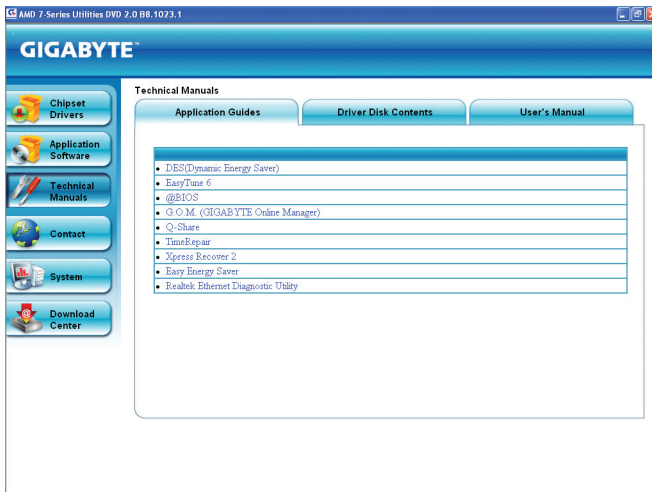 AMD 7-Series Utilities DVD 2.0 B8.1023.1
GIGABYTE™
Chipset
Drivers
Application
Software
Technical
Manuals
Contact
System
Download
Center
Technical Manuals
Application Guides
Driver Disk Contents
User's Manual
• DES(Dynamic Energy Saver)
• EasyTune 6
• @BIOS
• G.O.M. (GIGABYTE Online Manager)
• Q-Share
• TimeRepair
• Xpress Recover 2
• Easy Energy Saver
• Realtek Ethernet Diagnostic Utility